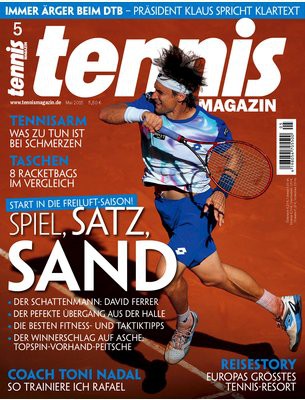 IMMER ÄRGER BEIM DTB – PRÄSIDENT KLAUS SPRICHT KLARTEXT
5
tennis
MAGAZIN
tennis
MAGAZIN
www.tennismagazin.de
TENNISARM
WAS ZU TUN IST
BEI SCHMERZEN
TASCHEN
8 RACKETBAGS
IM VERGLEICH
START IN DIE FREILUFT-SAISON!
SPIEL, SATZ,
SAND
• DER SCHATTENMANN: DAVID FERRER
• DER PEFEKTE ÜBERGANG AUS DER HALLE
• DIE BESTEN FITNESS- UND TAKTIKTIPPS
• DER WINNERSCHLAG AUF ASCHE:
TOPSPIN-VORHAND-PEITSCHE
COACH TONI NADAL
SO TRAINIERE ICH RAFAEL
REISESTORY
EUROPAS GRÖSSTES
TENNIS-RESORT